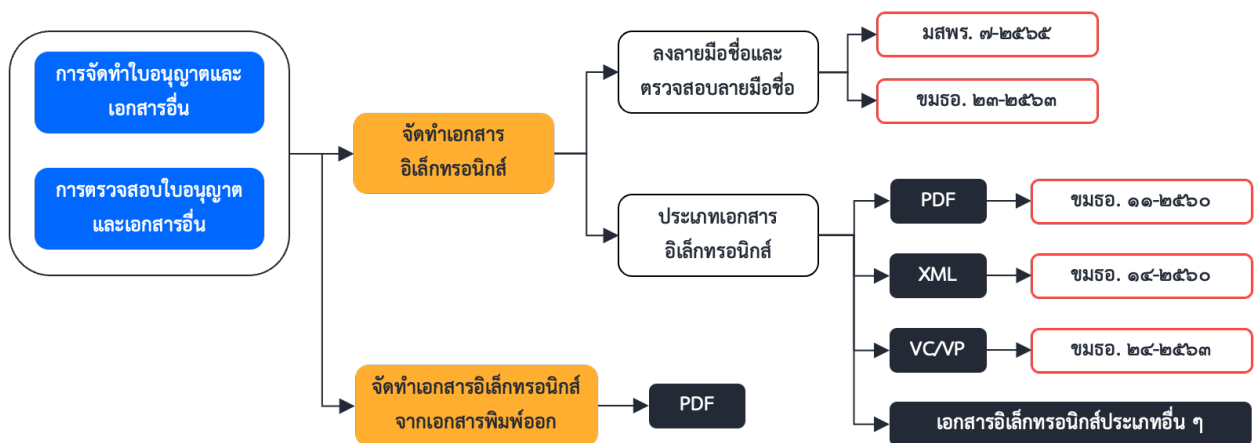 การจัดทำใบอนุญาตและ
เอกสารอื่น
การตรวจสอบใบอนุญาต
และเอกสารอื่น
จัดทำเอกสาร
อิเล็กทรอนิกส์
ลงลายมือชื่อและ
ตรวจสอบลายมือชื่อ
มสพร. ๗-๒๕๖๕
ขมธอ. ๒๓-๒๕๖๓
ประเภทเอกสาร
อิเล็กทรอนิกส์
PDF
ขมธอ. ๑๑-๒๕๖๐
XML
ขมธอ. ๑๔-๒๕๖๐
VC/VP
ขมธอ. ๒๔-๒๕๖๓
เอกสารอิเล็กทรอนิกส์ประเภทอื่น ๆ
จัดทำเอกสารอิเล็กทรอนิกส์
จากเอกสารพิมพ์ออก
PDF